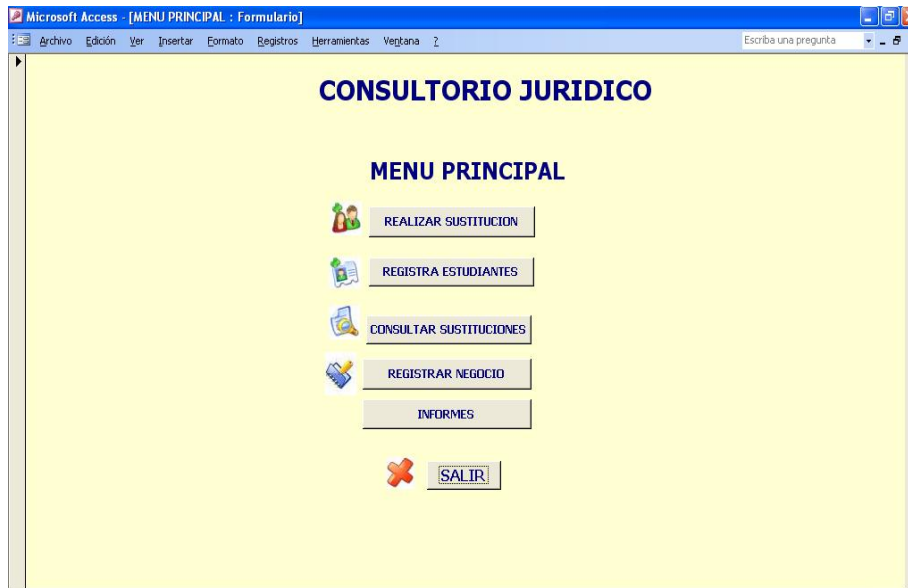 Microsoft Access - [MENU PRINCIPAL : Formulario]
Archivo Edición Ver Insertar Formato Registros Herramientas Ventana ? Escriba una pregunta
CONSULTORIO JURIDICO
MENU PRINCIPAL
REALIZAR SUSTITUCION
REGISTRA ESTUDIANTES
CONSULTAR SUSTITUCIONES
REGISTRAR NEGOCIO
INFORMES
SALIR